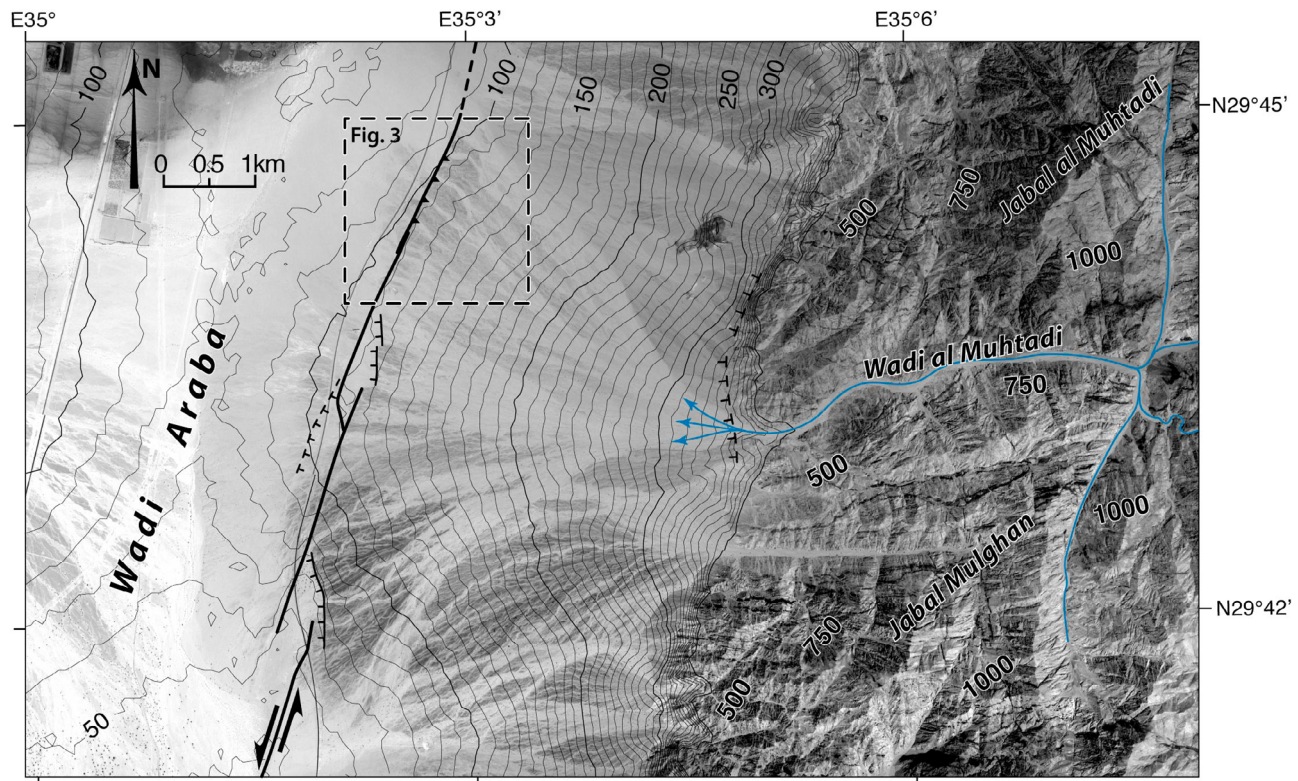 E35°
E35°3’
E35°6’
100
N
0 0.5 1km
Fig. 3
100
150
200
250
300
500
750
Jabal al Muhtadi
1000
N29°45’
Wadi Araba
Wadi al Muhtadi
750
500
1000
Jabal Mulghan
750
1000
500
50
N29°42’